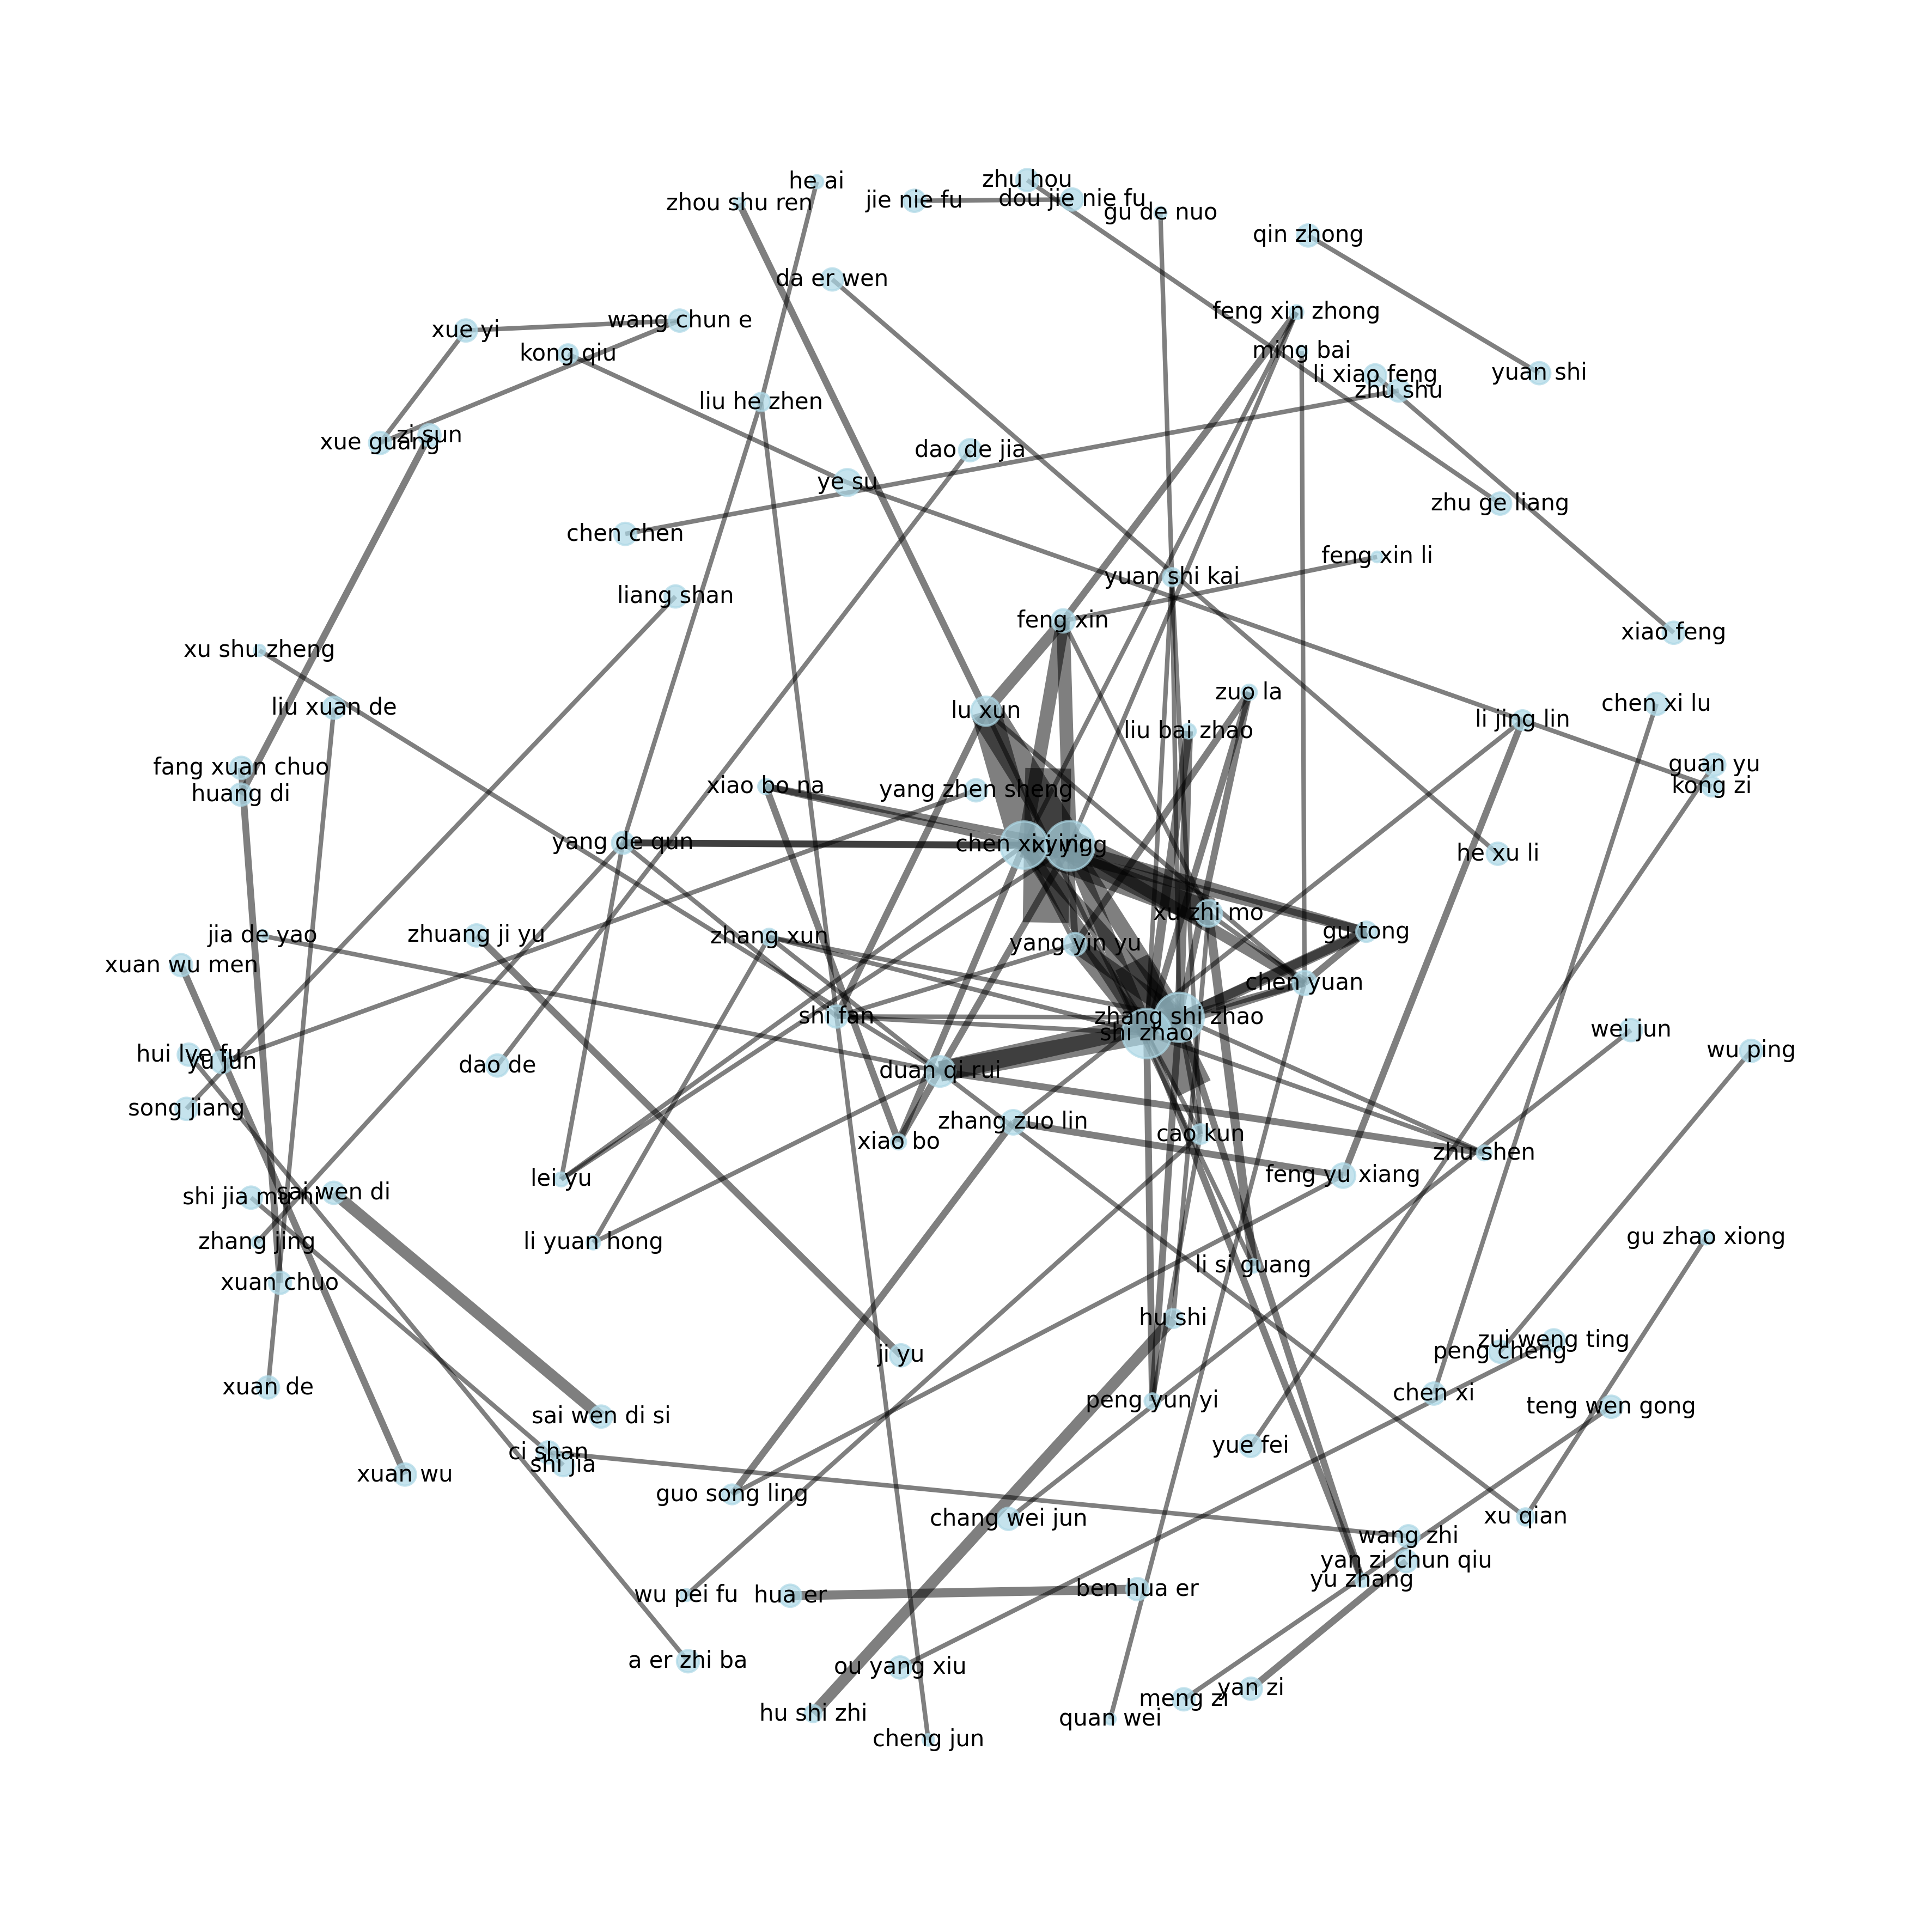 he ai
zhu hou
zhou shu ren
jie nie fu
dou jie nie fu
gu de nuo
qin zhong
da er wen
feng xin zhong
wang chun e
xue yi
kong qiu
ming bai
li xiao feng
yuan shi
zhu shu
liu he zhen
xue guang
zi sun
dao de jia
ye su
zhu ge liang
chen chen
feng xin li
yuan shi kai
liang shan
feng xin
xiao feng
xu shu zheng
zuo la
chen xi lu
liu xuan de
lu xun
li jing lin
liu bai zhao
guan yu
fang xuan chuo
kong zi
xiao bo na
yang zhen sheng
huang di
yang de qun
chen xi ying
xi ying
he xu li
xu zhi mo
gu tong
jia de yao
zhuang ji yu
zhang xun
yang yin yu
xuan wu men
chen yuan
shi fan
zhang shi zhao
shi zhao
wei jun
hui lve fu
yu jun
wu ping
dao de
duan qi rui
song jiang
zhang zuo lin
cao kun
xiao bo
zhu shen
lei yu
feng yu xiang
shi jia mu ni
sai wen di
zhang jing
li yuan hong
gu zhao xiong
li si guang
xuan chuo
hu shi
zui weng ting
peng cheng
ji yu
xuan de
chen xi
peng yun yi
teng wen gong
sai wen di si
yue fei
ci shan
shi jia
xuan wu
guo song ling
chang wei jun
xu qian
wang zhi
yan zi chun qiu
yu zhang
wu pei fu
hua er
ben hua er
a er zhi ba
ou yang xiu
yan zi
meng zi
hu shi zhi
quan wei
cheng jun